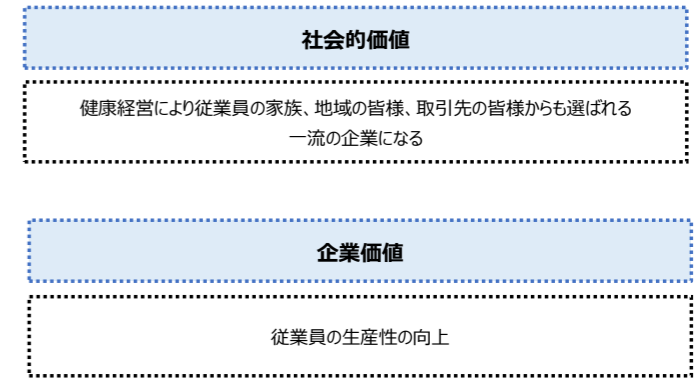 社会的価値
健康経営により従業員の家族、地域の皆様、取引先の皆様からも選ばれる
一流の企業になる
企業価値
従業員の生産性の向上